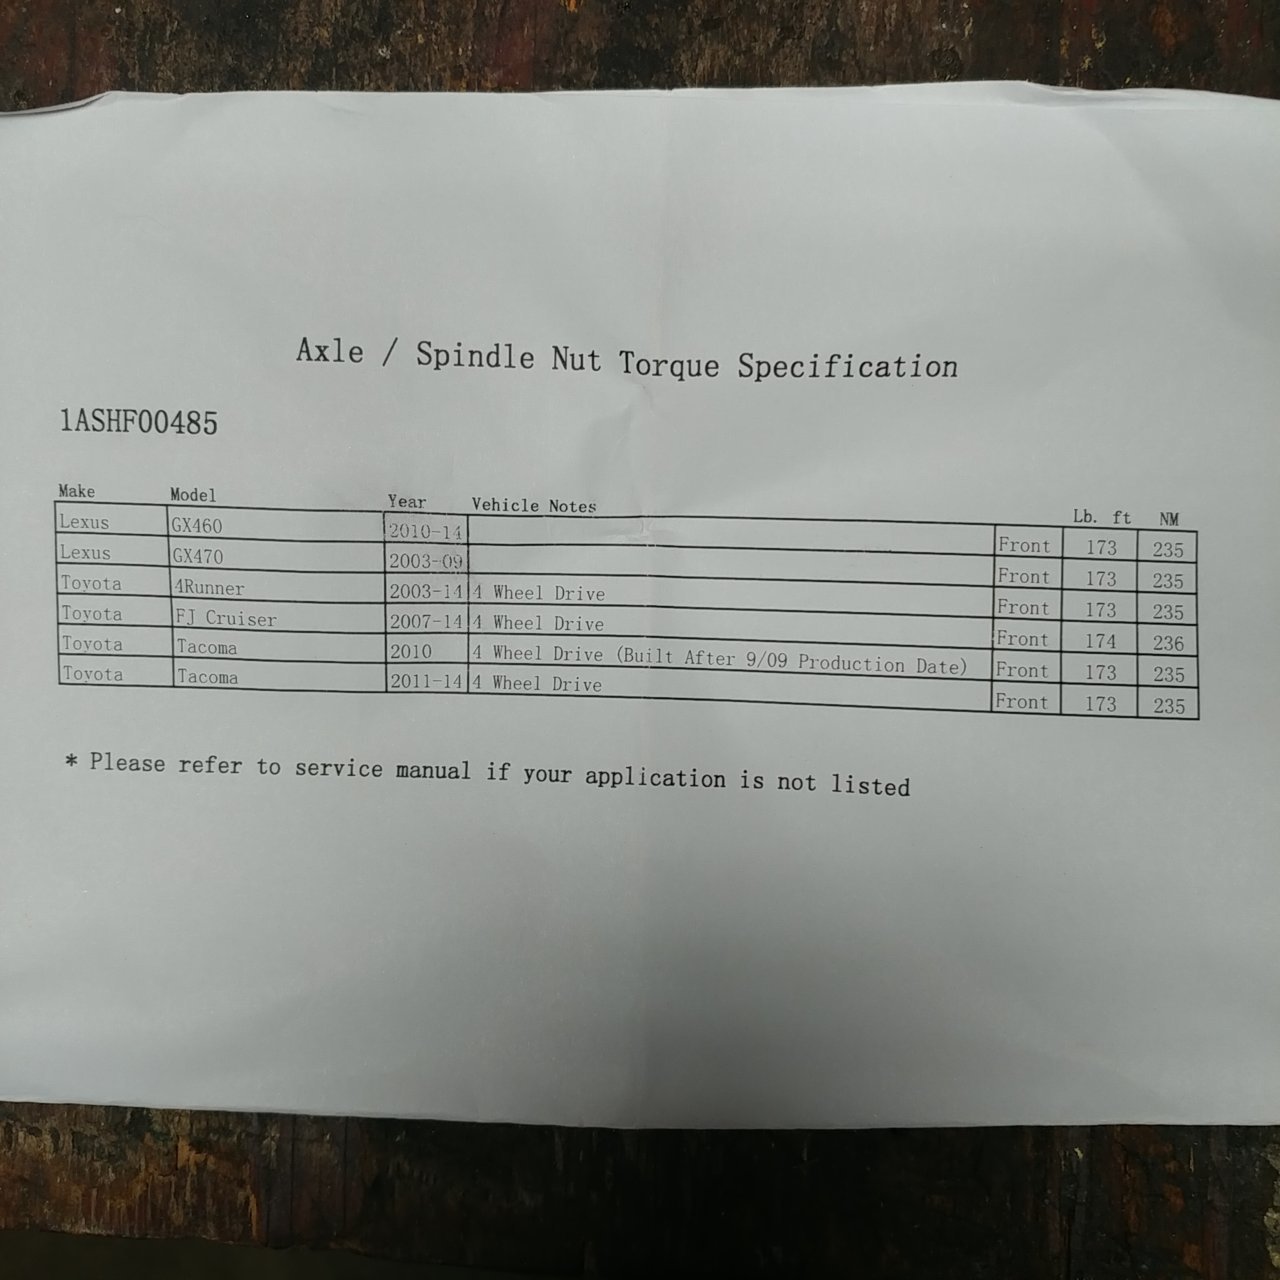 Axle / Spindle Nut Torque Specification
1ASHF00485
Make Model Year Vehicle Notes Lb. ft NM
Lexus GX460 2010-14 Front 173 235
Lexus GX470 2003-09 Front 173 235
Toyota 4Runner 2003-14 4 Wheel Drive Front 173 235
Toyota FJ Cruiser 2007-14 4 Wheel Drive Front 174 236
Toyota Tacoma 2010 4 Wheel Drive (Built After 9/09 Production Date) Front 173 235
Toyota Tacoma 2011-14 4 Wheel Drive Front 173 235
* Please refer to service manual if your application is not listed